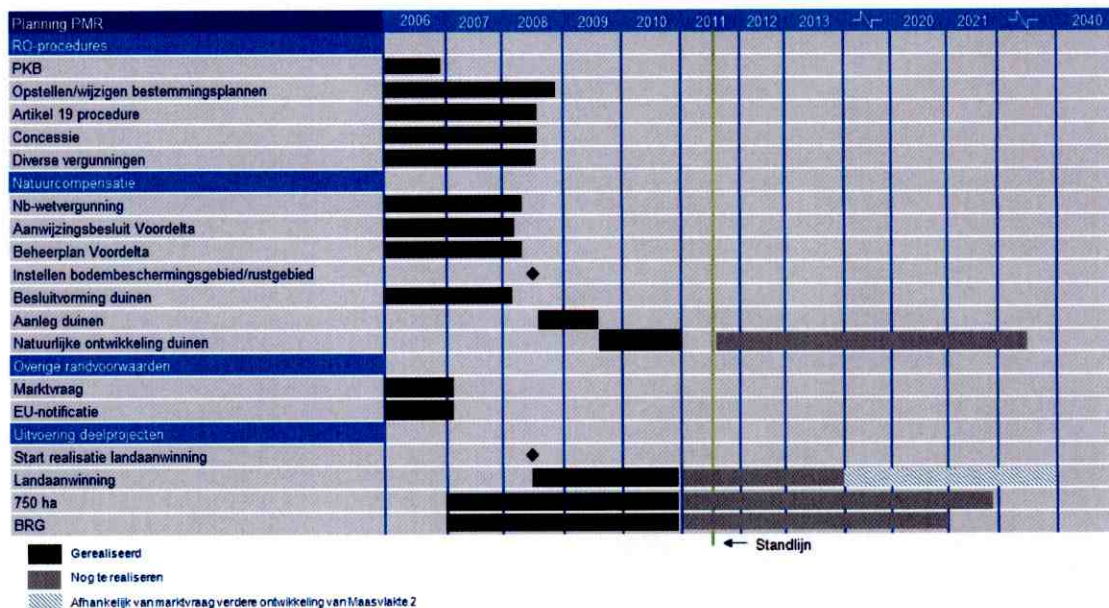 Planning PMR 2006 2007 2008 2009 2010 2011 2012 2013 2020 2021 2040
RO-procedures
PKB
Opstellen/wijzigen bestemmingsplannen
Artikel 19 procedure
Concessie
Diverse vergunningen
Natuurcompensatie
Nb-wetvergunning
Aanwijzingsbesluit Voordelta
Beheerplan Voordelta
Instellen bodembeschermingsgebied/rustgebied
Besluitvorming duinen
Aanleg duinen
Natuurlijke ontwikkeling duinen
Overige randvoorwaarden
Marktvraag
EU-notificatie
Uitvoering deelprojecten
Start realisatie landaanwinning
Landaanwinning
750 ha
BRG
← Standlijn
Gerealiseerd
Nog te realiseren
Afhankelijk van marktvraag verdere ontwikkeling van Maasvlakte 2